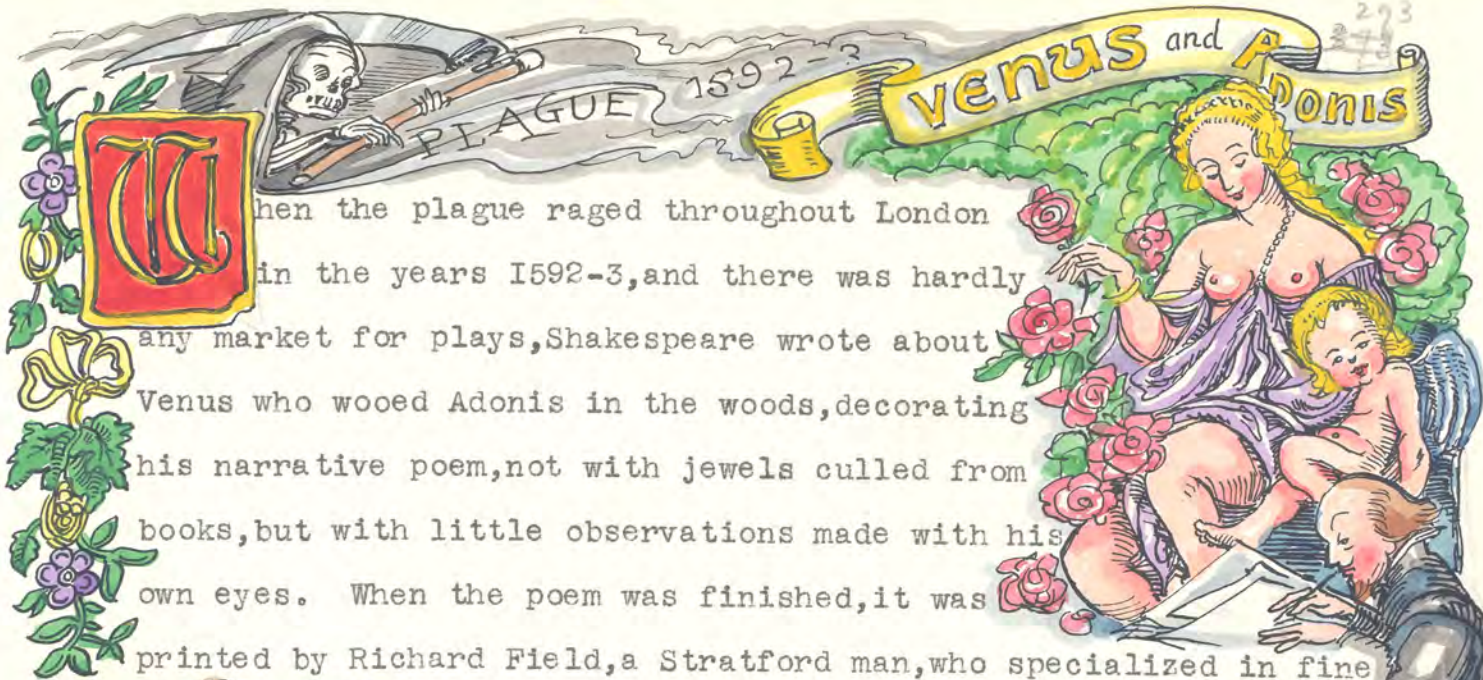 293
PLAGUE 1592-3
VENUS and ADONIS
When the plague raged throughout London
in the years I592-3,and there was hardly
any market for plays,Shakespeare wrote about
Venus who wooed Adonis in the woods,decorating
his narrative poem,not with jewels culled from
books,but with little observations made with his
own eyes. When the poem was finished,it was
printed by Richard Field,a Stratford man,who specialized in fine